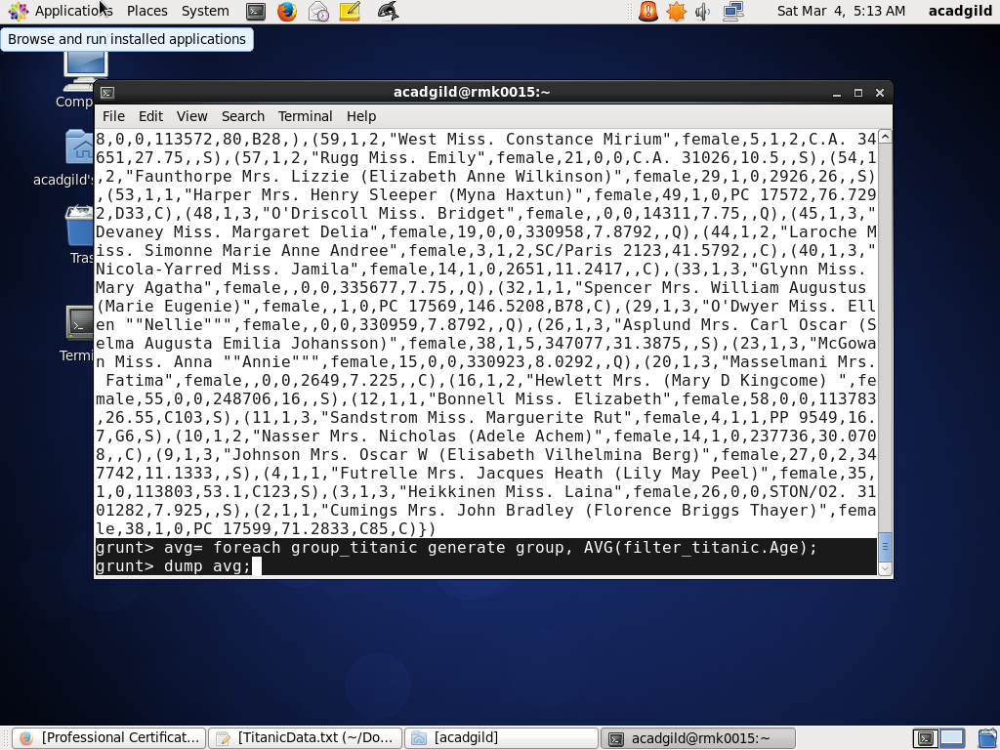 Applications Places System Sat Mar 4, 5:13 AM acadgild
Browse and run installed applications
Comp
acadgild's
Tras
Termi
acadgild@rmk0015:~
File Edit View Search Terminal Help
8,0,0,113572,80,B28,),(59,1,2,"West Miss. Constance Mirium",female,5,1,2,C.A. 34
651,27.75,,S),(57,1,2,"Rugg Miss. Emily",female,21,0,0,C.A. 31026,10.5,,S),(54,1
,2,"Faunthorpe Mrs. Lizzie (Elizabeth Anne Wilkinson)",female,29,1,0,2926,26,,S)
,(53,1,1,"Harper Mrs. Henry Sleeper (Myna Haxtun)",female,49,1,0,PC 17572,76.729
2,D33,C),(48,1,3,"O'Driscoll Miss. Bridget",female,,0,0,14311,7.75,,Q),(45,1,3,"
Devaney Miss. Margaret Delia",female,19,0,0,330958,7.8792,,Q),(44,1,2,"Laroche M
iss. Simonne Marie Anne Andree",female,3,1,2,SC/Paris 2123,41.5792,,C),(40,1,3,"
Nicola-Yarred Miss. Jamila",female,14,1,0,2651,11.2417,,C),(33,1,3,"Glynn Miss.
Mary Agatha",female,,0,0,335677,7.75,,Q),(32,1,1,"Spencer Mrs. William Augustus
(Marie Eugenie)",female,,1,0,PC 17569,146.5208,B78,C),(29,1,3,"O'Dwyer Miss. Ell
en ""Nellie""",female,,0,0,330959,7.8792,,Q),(26,1,3,"Asplund Mrs. Carl Oscar (S
elma Augusta Emilia Johansson)",female,38,1,5,347077,31.3875,,S),(23,1,3,"McGowa
n Miss. Anna ""Annie""",female,15,0,0,330923,8.0292,,Q),(20,1,3,"Masselmani Mrs.
Fatima",female,,0,0,2649,7.225,,C),(16,1,2,"Hewlett Mrs. (Mary D Kingcome) ",fe
male,55,0,0,248706,16,,S),(12,1,1,"Bonnell Miss. Elizabeth",female,58,0,0,113783
,26.55,C103,S),(11,1,3,"Sandstrom Miss. Marguerite Rut",female,4,1,1,PP 9549,16.
7,G6,S),(10,1,2,"Nasser Mrs. Nicholas (Adele Achem)",female,14,1,0,237736,30.070
8,,C),(9,1,3,"Johnson Mrs. Oscar W (Elisabeth Vilhelmina Berg)",female,27,0,2,34
7742,11.1333,,S),(4,1,1,"Futrelle Mrs. Jacques Heath (Lily May Peel)",female,35,
1,0,113803,53.1,C123,S),(3,1,3,"Heikkinen Miss. Laina",female,26,0,0,STON/O2. 31
01282,7.925,,S),(2,1,1,"Cumings Mrs. John Bradley (Florence Briggs Thayer)",fema
le,38,1,0,PC 17599,71.2833,C85,C)})
grunt> avg= foreach group_titanic generate group, AVG(filter_titanic.Age);
grunt> dump avg;
[Professional Certificat... [TitanicData.txt (~/Do... [acadgild] acadgild@rmk0015:~